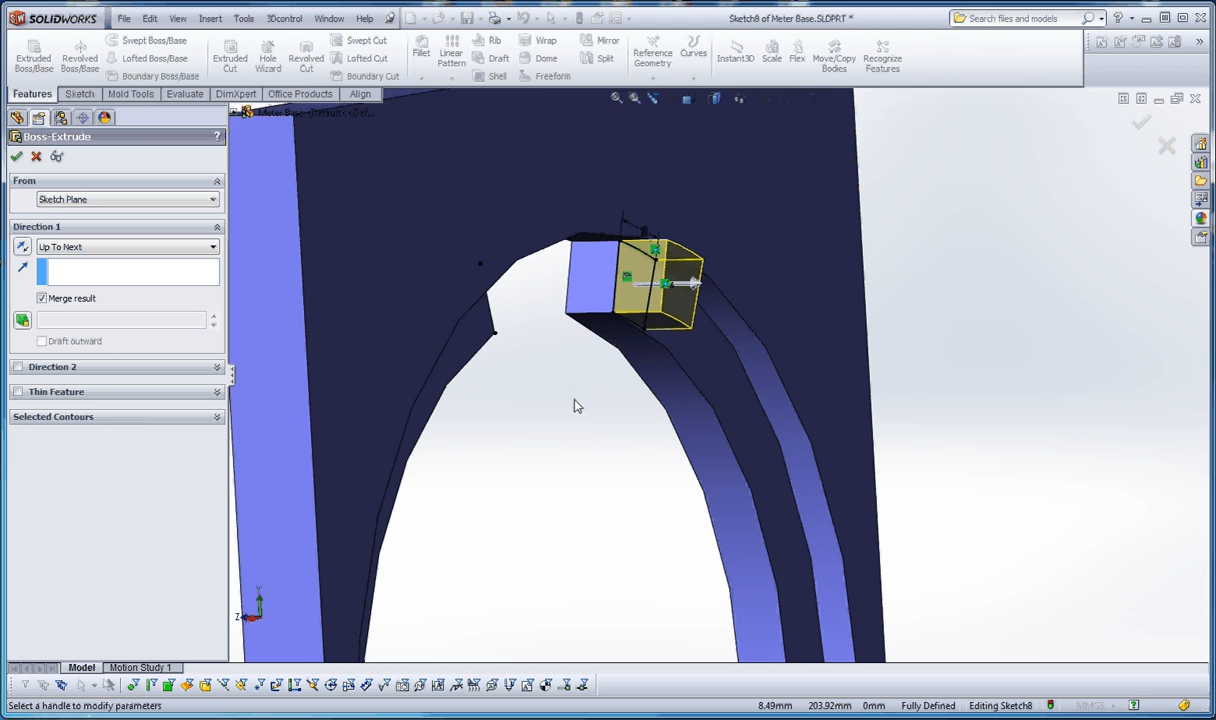 SOLIDWORKS File Edit View Insert Tools 3Dcontrol Window Help Sketch8 of Meter Base.SLDPRT * Search files and models
Extruded Boss/Base Revolved Boss/Base Swept Boss/Base Lofted Boss/Base Boundary Boss/Base Extruded Cut Hole Wizard Revolved Cut Swept Cut Lofted Cut Boundary Cut Fillet Linear Pattern Rib Draft Shell Wrap Dome Freeform Mirror Split Reference Geometry Curves Instant3D Scale Flex Move/Copy Bodies Recognize Features
Features Sketch Mold Tools Evaluate DimXpert Office Products Align
Boss-Extrude ?
From
Sketch Plane
Direction 1
Up To Next
Merge result
Draft outward
Direction 2
Thin Feature
Selected Contours
Y
Z
Model Motion Study 1
Select a handle to modify parameters 8.49mm 203.92mm 0mm Fully Defined Editing Sketch8 MMGS